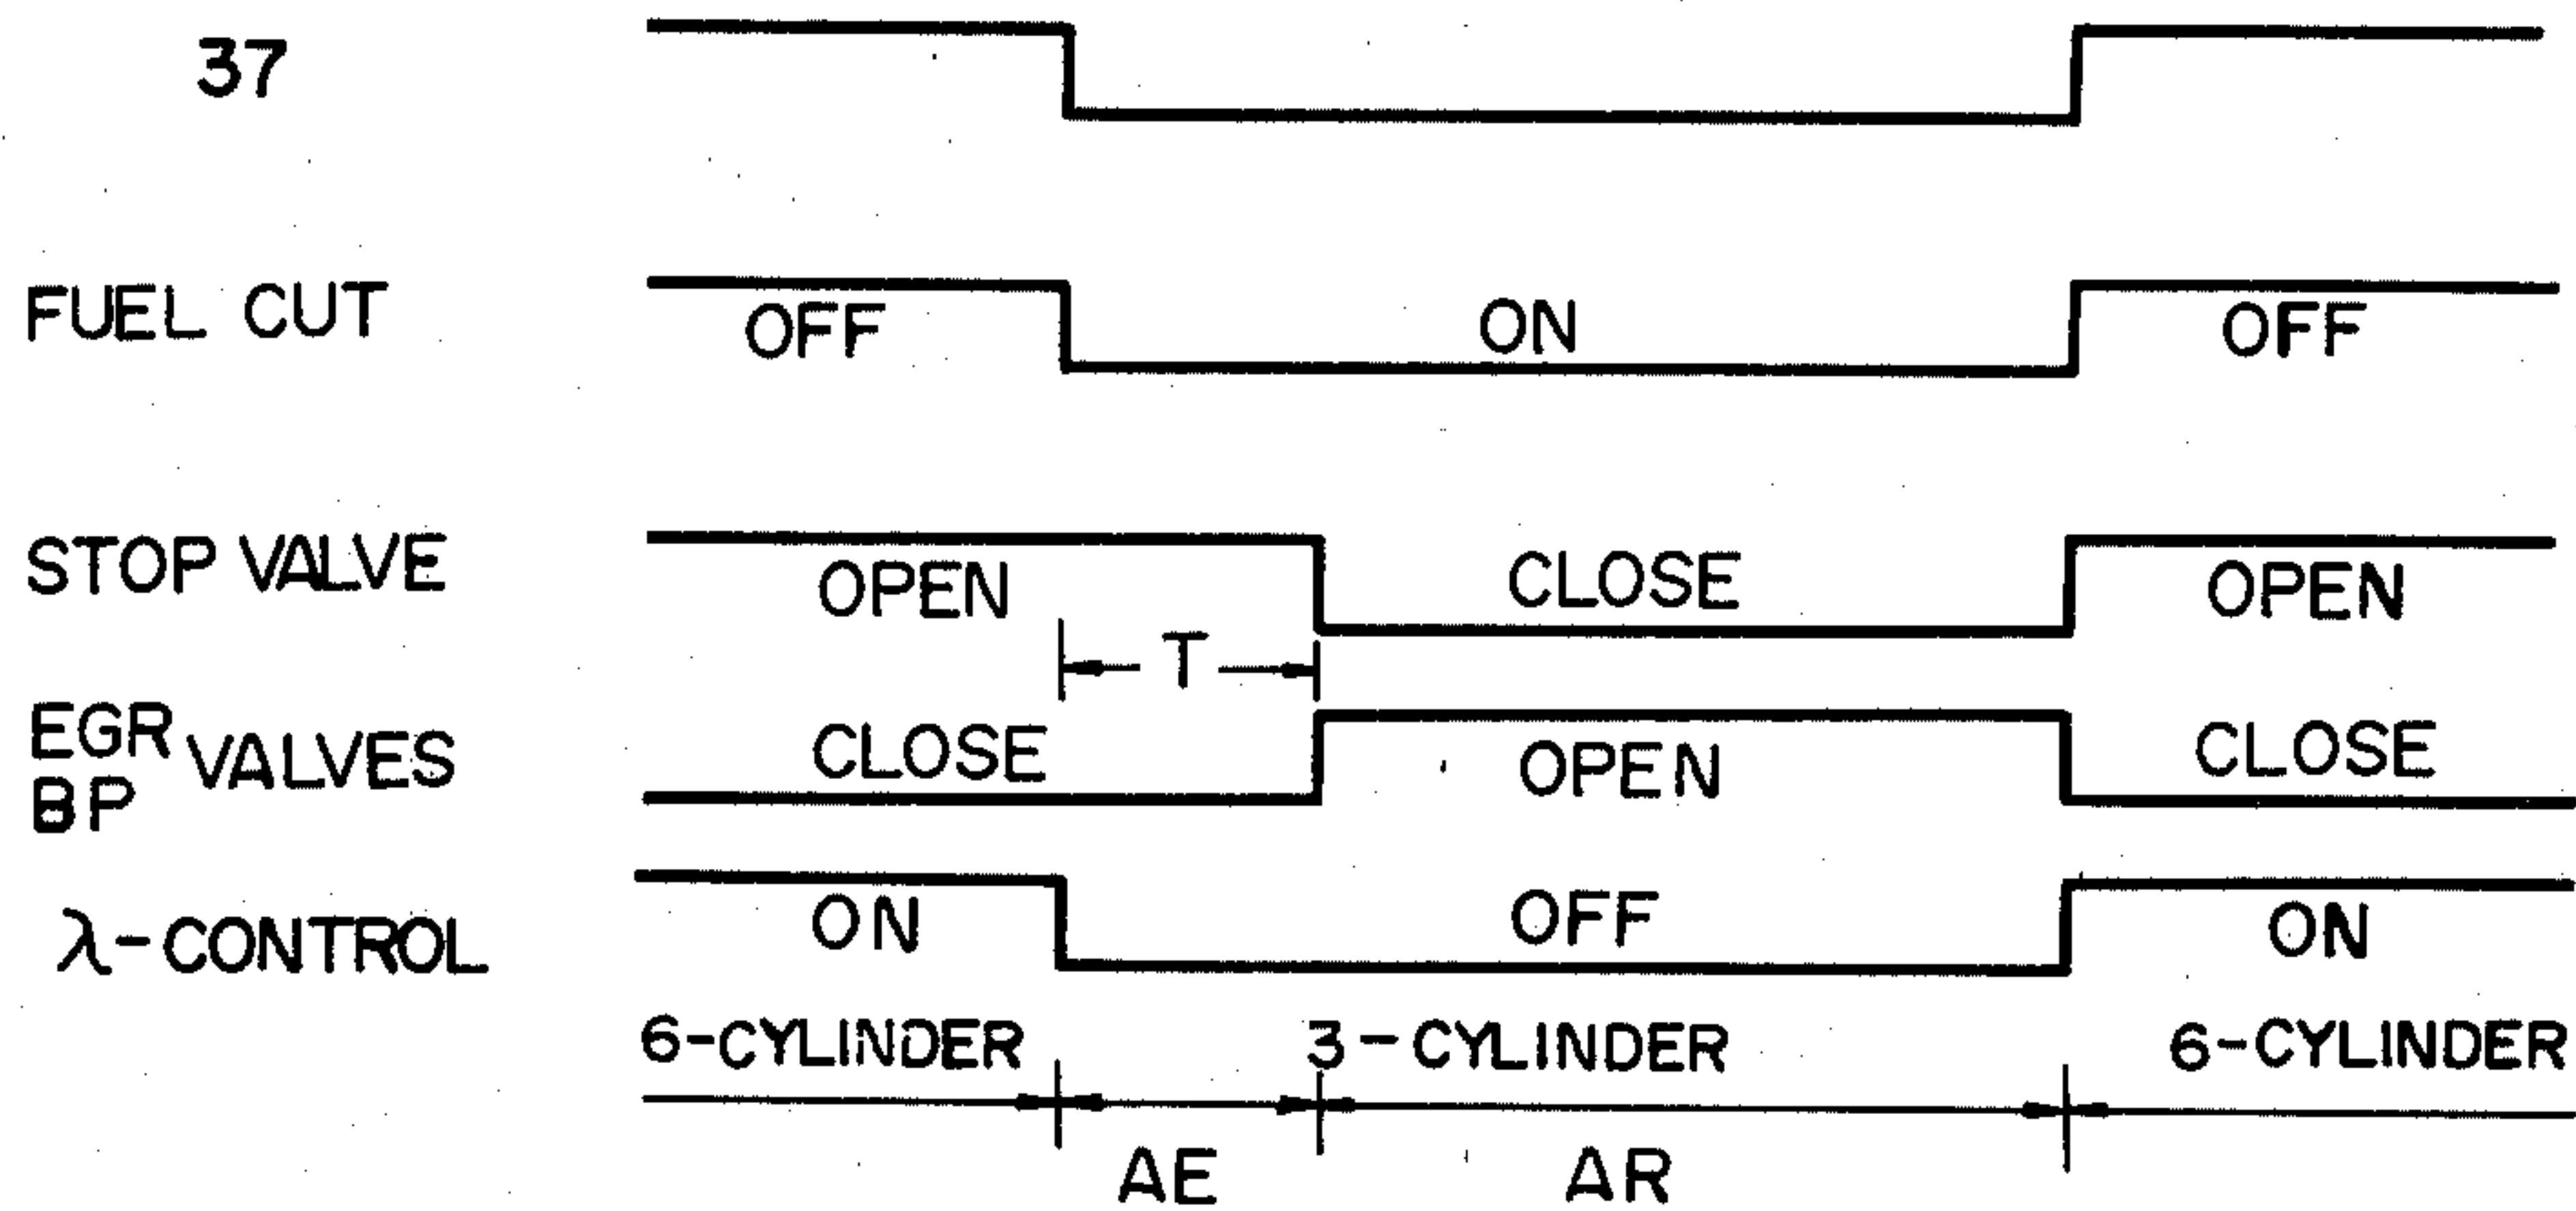 37
FUEL CUT
OFF ON OFF
STOP VALVE
OPEN CLOSE OPEN
T
EGR
BP VALVES
CLOSE OPEN CLOSE
λ-CONTROL
ON OFF ON
6-CYLINDER 3-CYLINDER 6-CYLINDER
AE AR